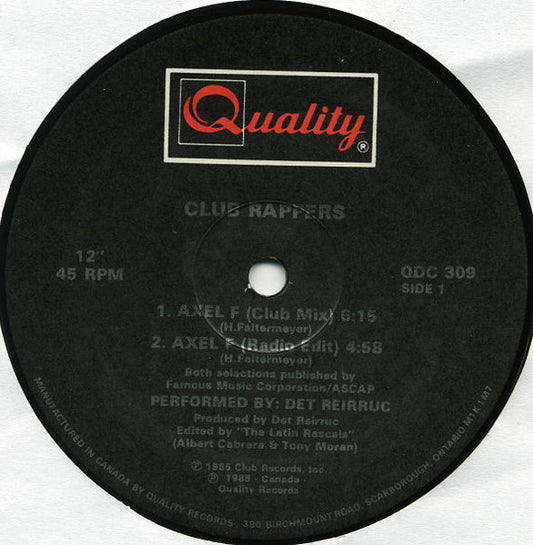 Quality ®
CLUB RAPPERS
12"
45 RPM
QDC 309
SIDE 1
1. AXEL F (Club Mix) 6:15
(H.Faltermeyer)
2. AXEL F (Radio Edit) 4:58
(H.Faltermeyer)
Both selections published by
Famous Music Corporation/ASCAP
PERFORMED BY: DET REIRRUC
Produced by Det Reirruc
Edited by "The Latin Rascals"
(Albert Cabrera & Tony Moran)
℗ 1985 Club Records, Inc.
℗ 1985 - Canada -
Quality Records
MANUFACTURED IN CANADA BY QUALITY RECORDS, 380 BIRCHMOUNT ROAD, SCARBOROUGH, ONTARIO M1K 1M7